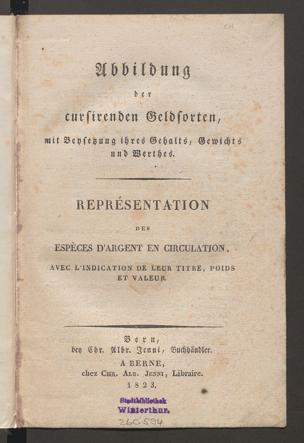 CH
Abbildung
der
cursirenden Geldsorten,
mit Beysetzung ihres Gehalts, Gewichts
und Werthes.
REPRÉSENTATION
DES
ESPÈCES D'ARGENT EN CIRCULATION,
AVEC L'INDICATION DE LEUR TITRE, POIDS
ET VALEUR.
Bern,
bey Chr. Albr. Jenni, Buchhändler.
A BERNE,
chez Chr. Alb. Jenni, Libraire.
1823.
Stadtbibliothek
Winterthur.
260594